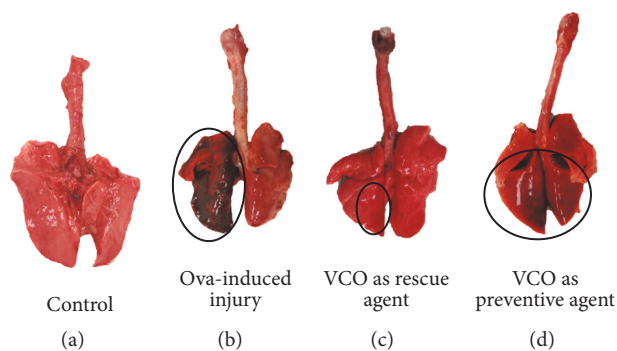 Control
Ova-induced
injury
VCO as rescue
agent
VCO as
preventive agent
(a)
(b)
(c)
(d)